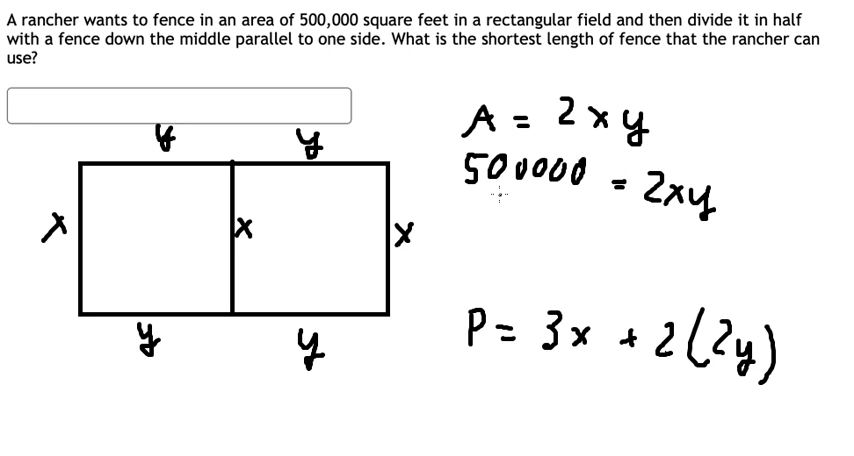 A rancher wants to fence in an area of 500,000 square feet in a rectangular field and then divide it in half
with a fence down the middle parallel to one side. What is the shortest length of fence that the rancher can
use?
y y
A = 2xy
500000 = 2xy
x x x
y y
P = 3x + 2(2y)